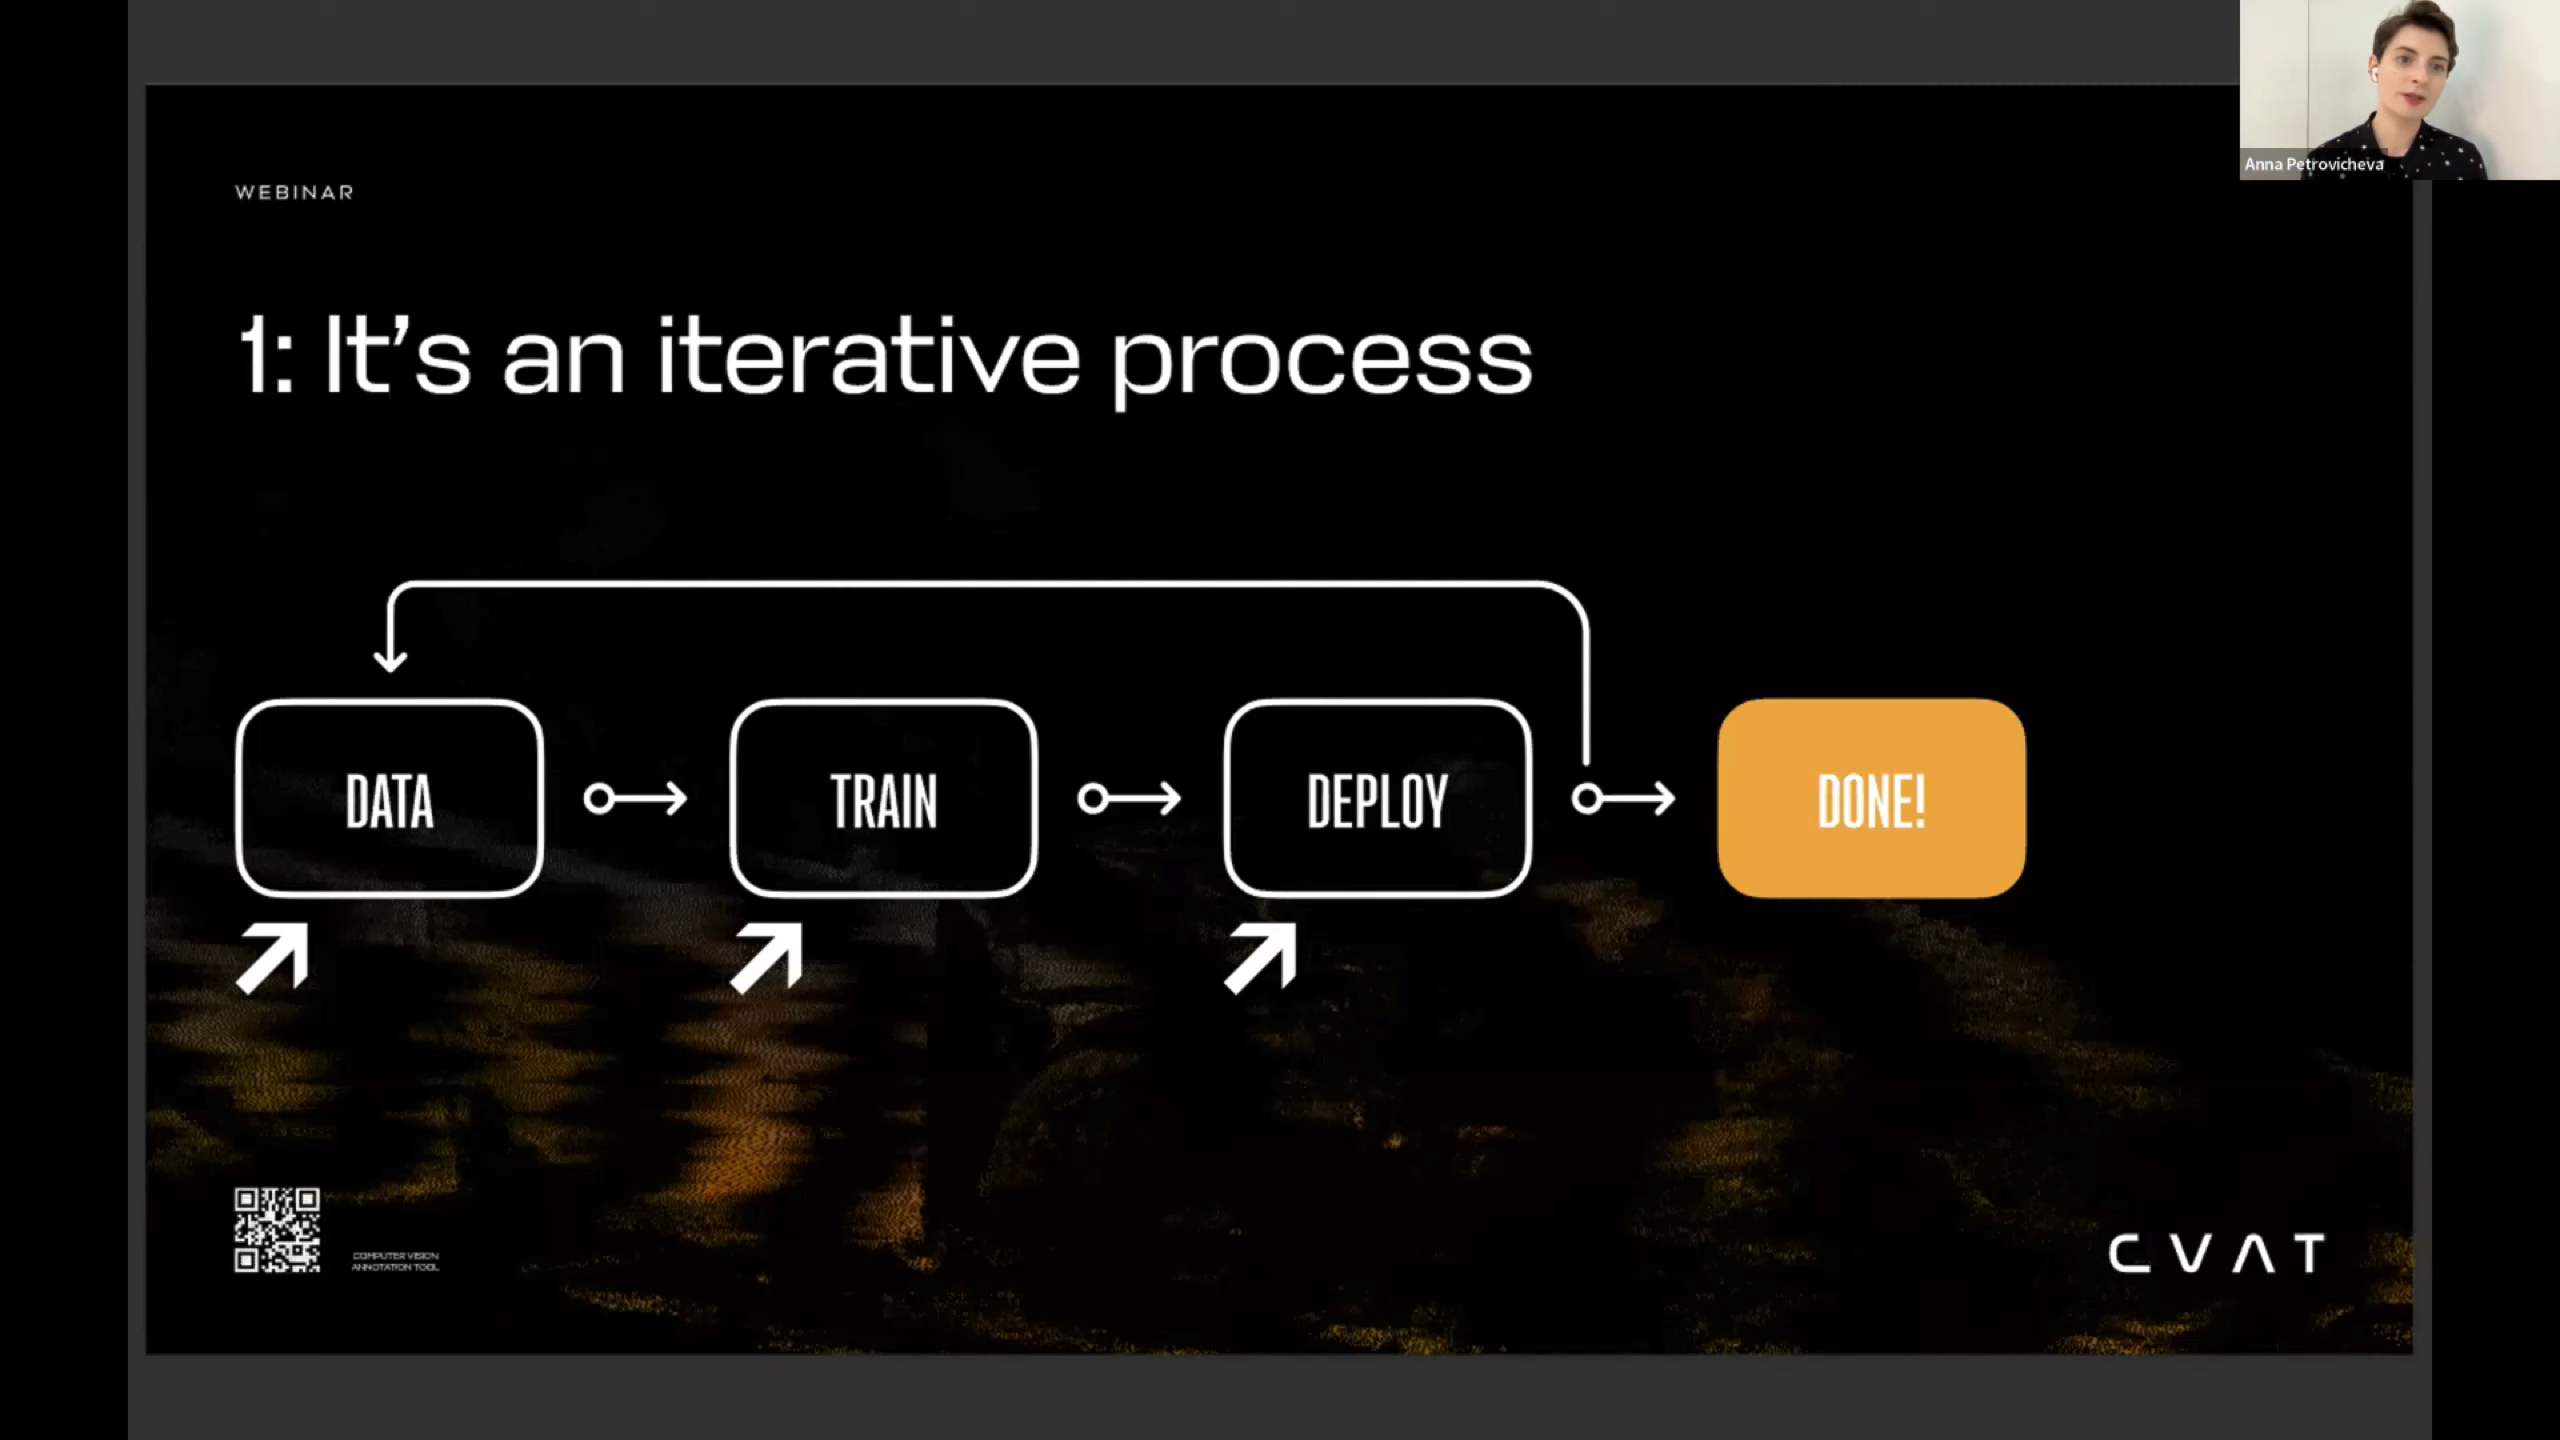 Anna Petrovicheva
WEBINAR
1: It’s an iterative process
DATA
TRAIN
DEPLOY
DONE!
COMPUTER VISION
ANNOTATION TOOL
CVAT